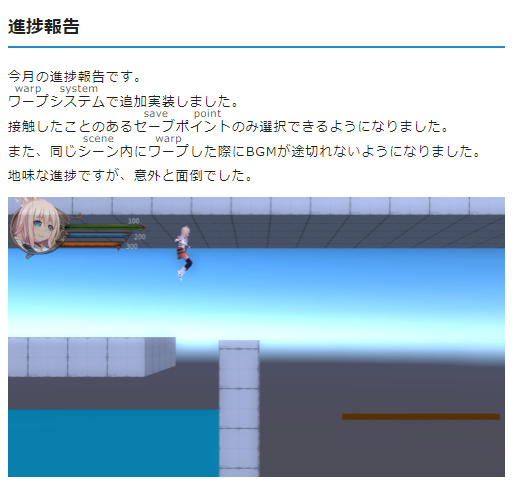 進捗報告
今月の進捗報告です。
warp system
ワープシステムで追加実装しました。
save point
接触したことのあるセーブポイントのみ選択できるようになりました。
scene warp
また、同じシーン内にワープした際にBGMが途切れないようになりました。
地味な進捗ですが、意外と面倒でした。
100
200
300